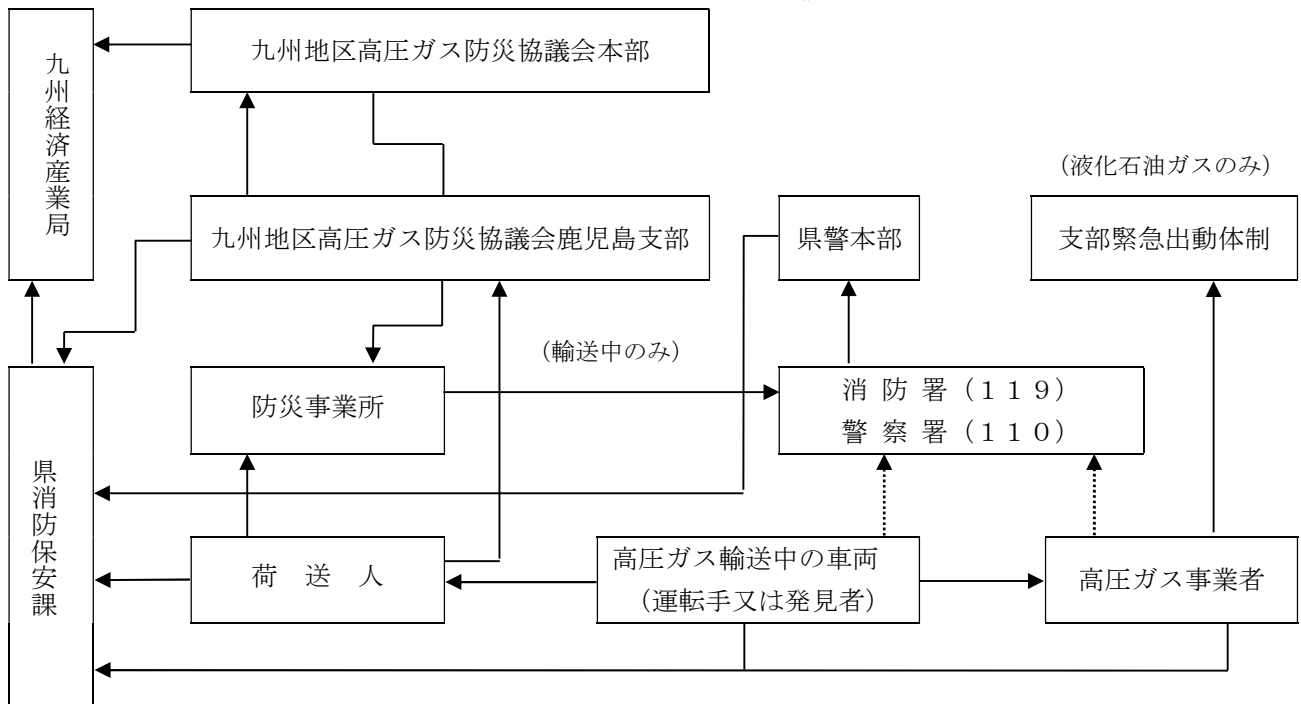 九州経済産業局
九州地区高圧ガス防災協議会本部
(液化石油ガスのみ)
九州地区高圧ガス防災協議会鹿児島支部
県警本部
支部緊急出動体制
(輸送中のみ)
防災事業所
消 防 署(119)
警 察 署(110)
県消防保安課
荷 送 人
高圧ガス輸送中の車両
(運転手又は発見者)
高圧ガス事業者